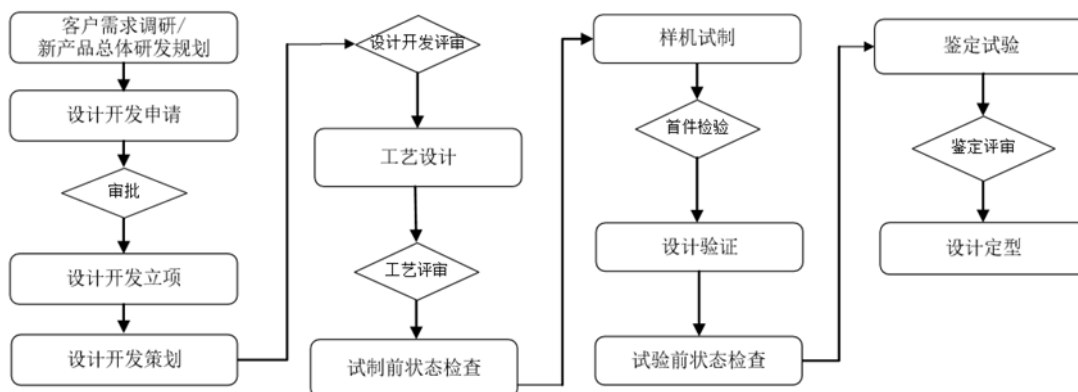 客户需求调研/
新产品总体研发规划
设计开发申请
审批
设计开发立项
设计开发策划
设计开发评审
工艺设计
工艺评审
试制前状态检查
样机试制
首件检验
设计验证
试验前状态检查
鉴定试验
鉴定评审
设计定型